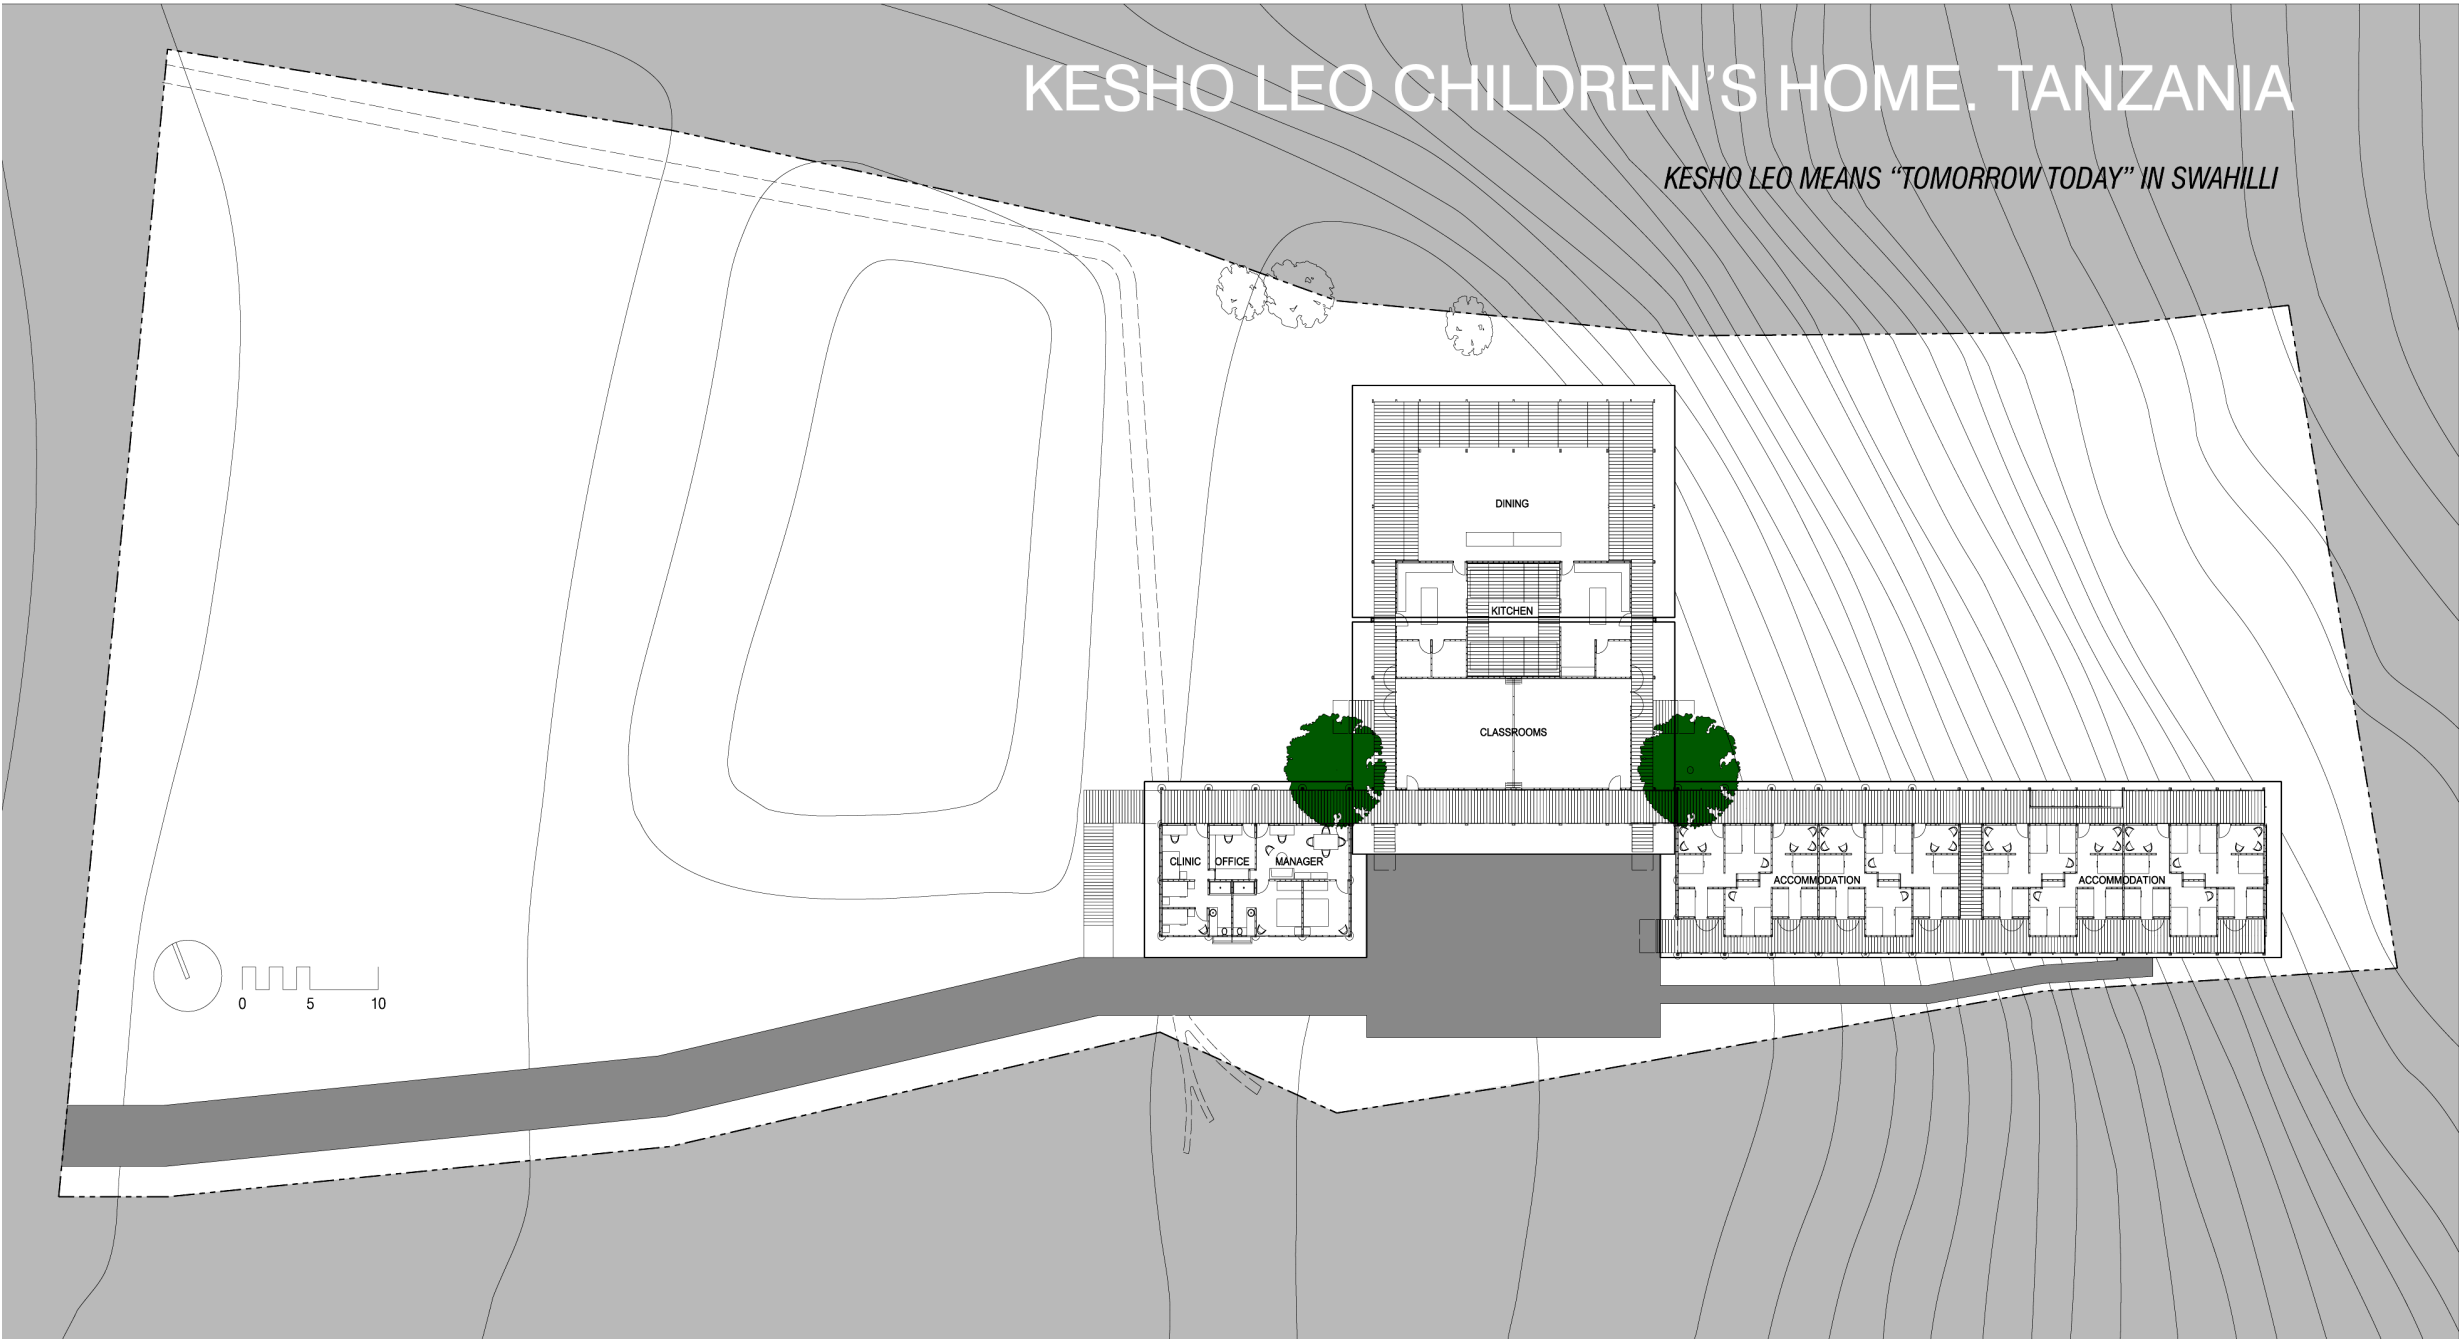 KESHO LEO CHILDREN'S HOME. TANZANIA
KESHO LEO MEANS “TOMORROW TODAY” IN SWAHILLI
DINING
KITCHEN
CLASSROOMS
CLINIC
OFFICE
MANAGER
ACCOMMODATION
ACCOMMODATION
0 5 10